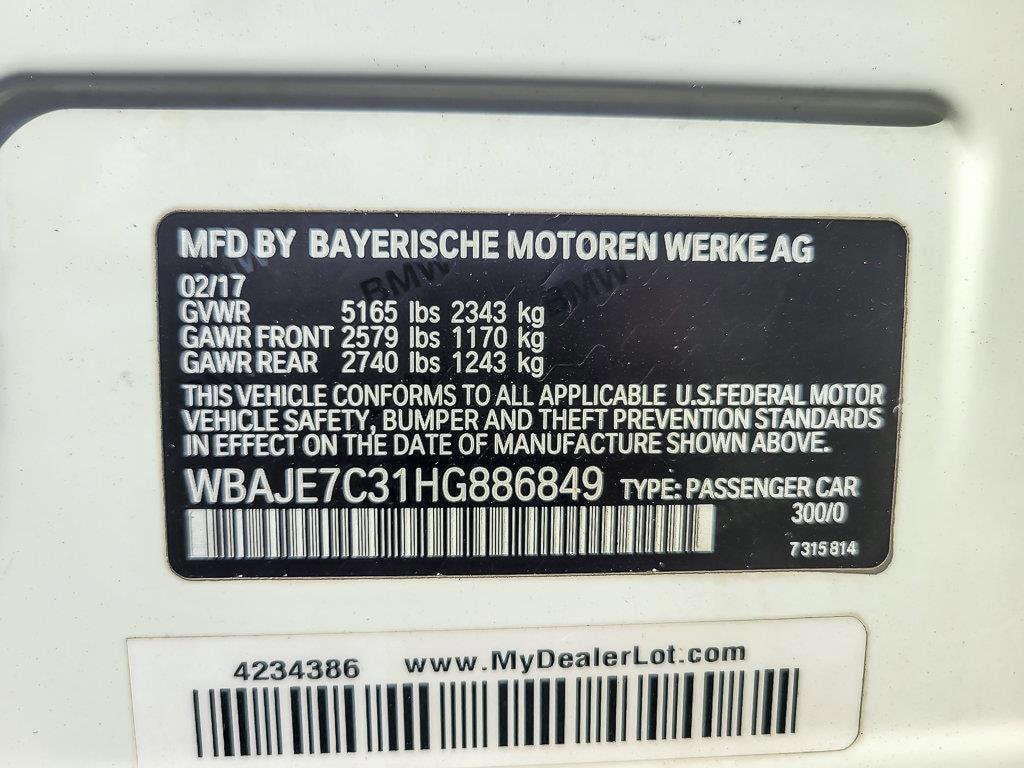 MFD BY BAYERISCHE MOTOREN WERKE AG
BMW BMW
02/17
GVWR 5165 lbs 2343 kg
GAWR FRONT 2579 lbs 1170 kg
GAWR REAR 2740 lbs 1243 kg
THIS VEHICLE CONFORMS TO ALL APPLICABLE U.S.FEDERAL MOTOR
VEHICLE SAFETY, BUMPER AND THEFT PREVENTION STANDARDS
IN EFFECT ON THE DATE OF MANUFACTURE SHOWN ABOVE.
WBAJE7C31HG886849 TYPE: PASSENGER CAR
300/0
7315814
4234386 www.MyDealerLot.com